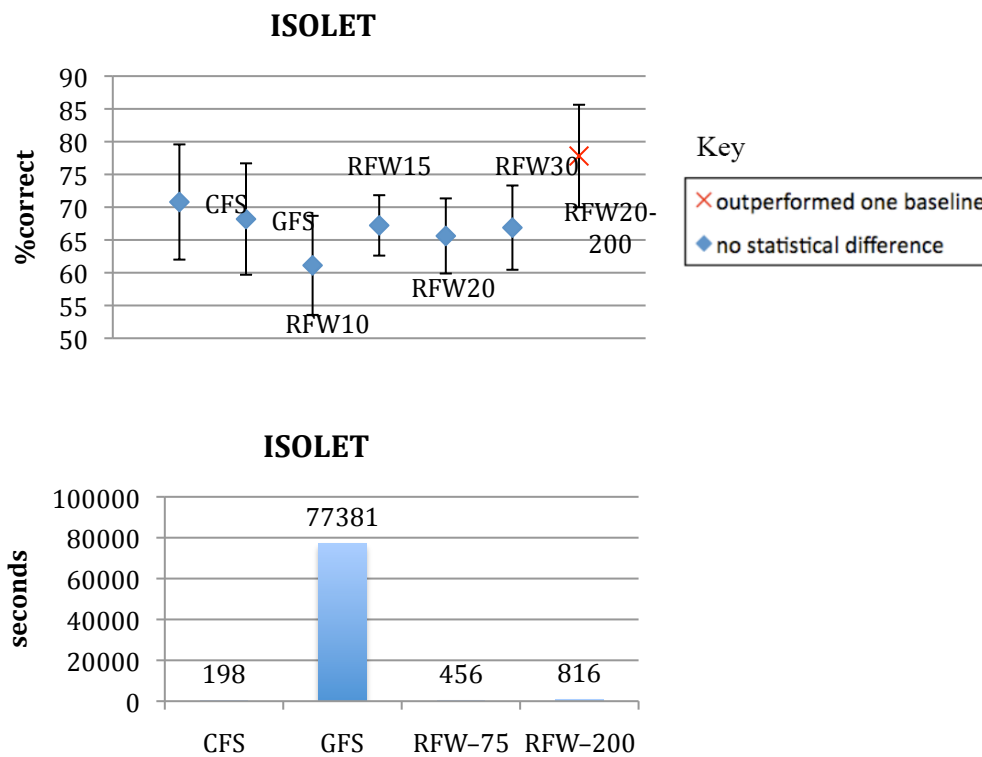 ISOLET
90
85
80
75
70
65
60
55
50
%correct
CFS
GFS
RFW10
RFW15
RFW20
RFW30
RFW20-
200
Key
outperformed one baseline
no statistical difference
ISOLET
100000
80000
60000
40000
20000
0
seconds
198
77381
456
816
CFS
GFS
RFW–75
RFW–200